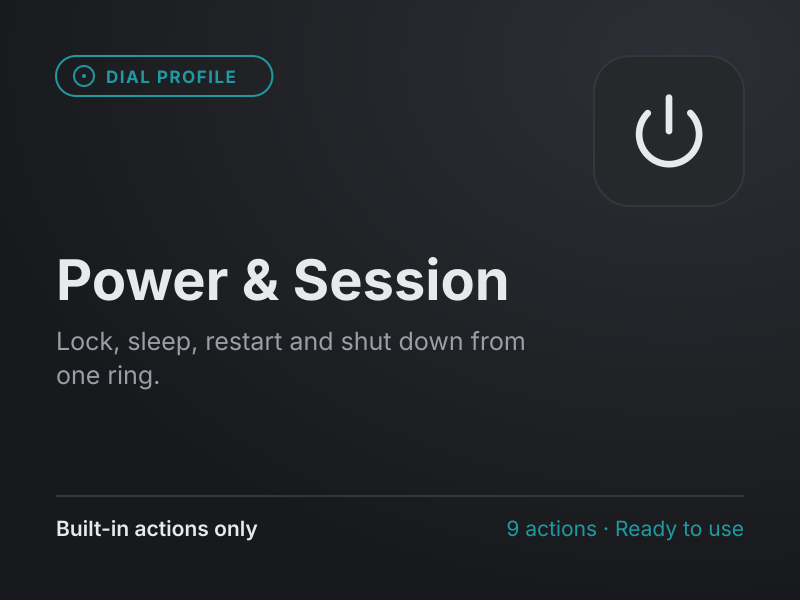 DIAL PROFILE
Power & Session
Lock, sleep, restart and shut down from
one ring.
Built-in actions only
9 actions · Ready to use